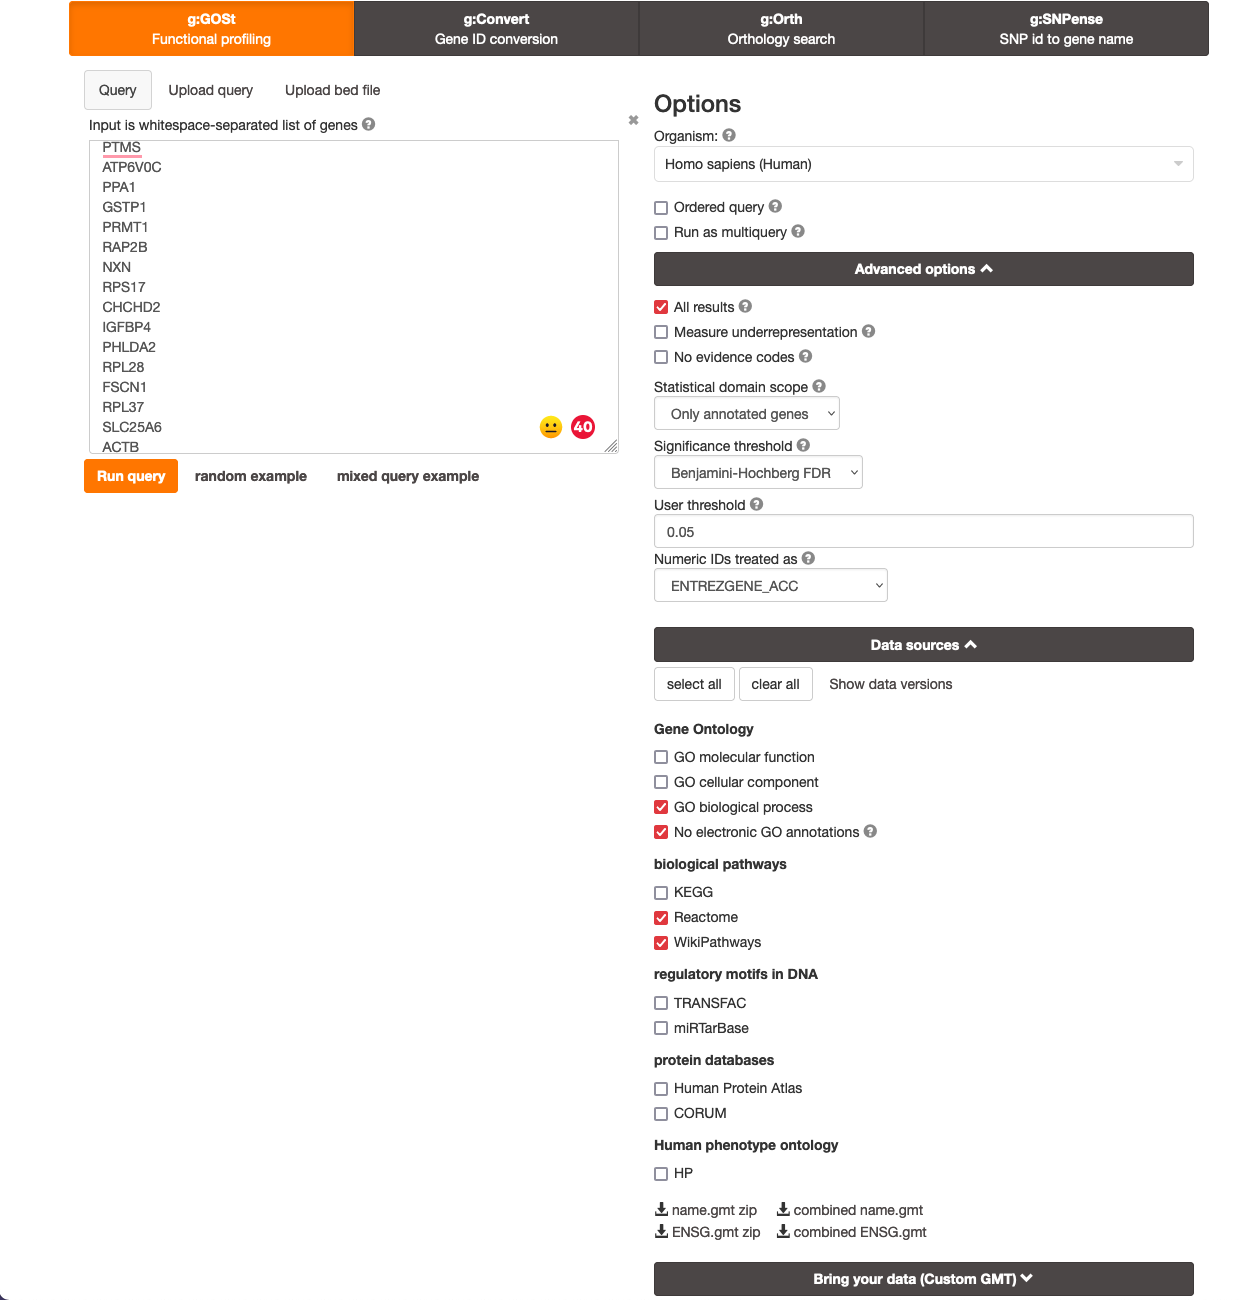 g:GOSt
Functional profiling
g:Convert
Gene ID conversion
g:Orth
Orthology search
g:SNPense
SNP id to gene name
Query
Upload query
Upload bed file
Input is whitespace-separated list of genes
PTMS
ATP6V0C
PPA1
GSTP1
PRMT1
RAP2B
NXN
RPS17
CHCHD2
IGFBP4
PHLDA2
RPL28
FSCN1
RPL37
SLC25A6
ACTB
40
Run query
random example
mixed query example
Options
Organism:
Homo sapiens (Human)
Ordered query
Run as multiquery
Advanced options
All results
Measure underrepresentation
No evidence codes
Statistical domain scope
Only annotated genes
Significance threshold
Benjamini-Hochberg FDR
User threshold
0.05
Numeric IDs treated as
ENTREZGENE_ACC
Data sources
select all
clear all
Show data versions
Gene Ontology
GO molecular function
GO cellular component
GO biological process
No electronic GO annotations
biological pathways
KEGG
Reactome
WikiPathways
regulatory motifs in DNA
TRANSFAC
miRTarBase
protein databases
Human Protein Atlas
CORUM
Human phenotype ontology
HP
name.gmt zip
combined name.gmt
ENSG.gmt zip
combined ENSG.gmt
Bring your data (Custom GMT)